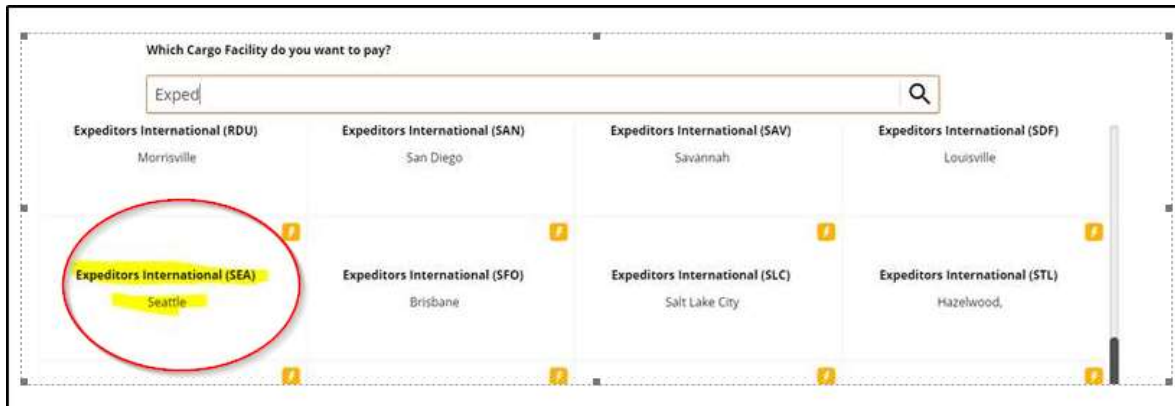 Which Cargo Facility do you want to pay?
Exped
Expeditors International (RDU)
Morrisville
Expeditors International (SAN)
San Diego
Expeditors International (SAV)
Savannah
Expeditors International (SDF)
Louisville
Expeditors International (SEA)
Seattle
Expeditors International (SFO)
Brisbane
Expeditors International (SLC)
Salt Lake City
Expeditors International (STL)
Hazelwood,